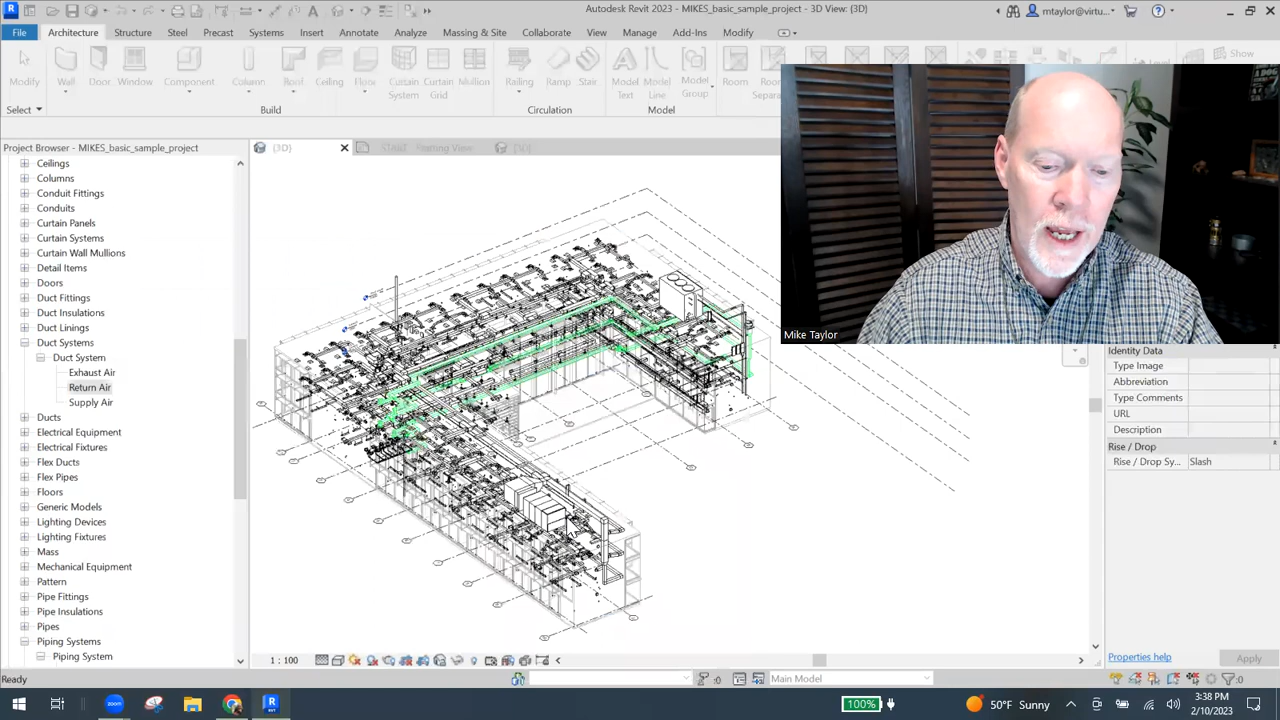 Autodesk Revit 2023 - MIKES_basic_sample_project - 3D View: {3D}
mtaylor@virtu...
File Architecture Structure Steel Precast Systems Insert Annotate Analyze Massing & Site Collaborate View Manage Add-Ins Modify
Modify Wall Door Window Component Column Roof Ceiling Floor Curtain System Curtain Grid Mullion Railing Ramp Stair Model Text Model Line Model Group Room Room Separa Show
Select Build Circulation Model
Project Browser - MIKES_basic_sample_project
{3D} START {3D}
Ceilings
Columns
Conduit Fittings
Conduits
Curtain Panels
Curtain Systems
Curtain Wall Mullions
Detail Items
Doors
Duct Fittings
Duct Insulations
Duct Linings
Duct Systems
Duct System
Exhaust Air
Return Air
Supply Air
Ducts
Electrical Equipment
Electrical Fixtures
Flex Ducts
Flex Pipes
Floors
Generic Models
Lighting Devices
Lighting Fixtures
Mass
Mechanical Equipment
Pattern
Pipe Fittings
Pipe Insulations
Pipes
Piping Systems
Piping System
Mike Taylor
Identity Data
Type Image
Abbreviation
Type Comments
URL
Description
Rise / Drop
Rise / Drop Sy... Slash
Properties help Apply
1 : 100
Ready :0 Main Model :0
100% 50°F Sunny 3:38 PM
2/10/2023